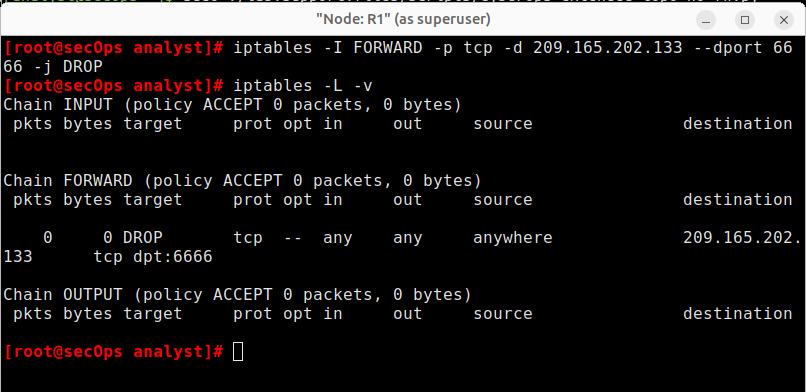 "Node: R1" (as superuser)
[root@secOps analyst]# iptables -I FORWARD -p tcp -d 209.165.202.133 --dport 66
66 -j DROP
[root@secOps analyst]# iptables -L -v
Chain INPUT (policy ACCEPT 0 packets, 0 bytes)
 pkts bytes target     prot opt in     out     source               destination
Chain FORWARD (policy ACCEPT 0 packets, 0 bytes)
 pkts bytes target     prot opt in     out     source               destination
    0     0 DROP       tcp  --  any    any     anywhere             209.165.202.
133      tcp dpt:6666
Chain OUTPUT (policy ACCEPT 0 packets, 0 bytes)
 pkts bytes target     prot opt in     out     source               destination
[root@secOps analyst]#